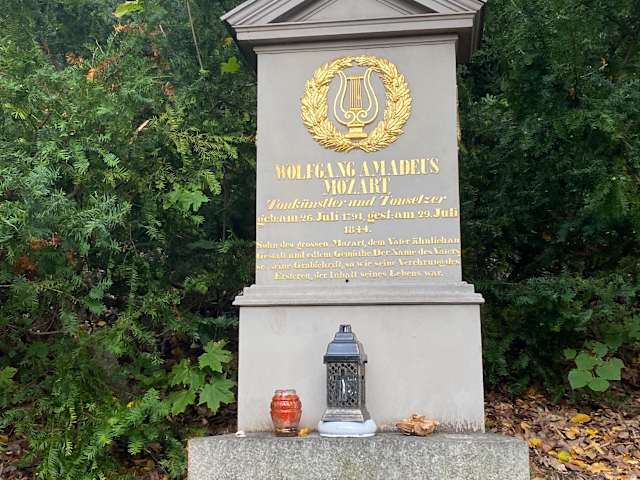 WOLFGANG AMADEUS
MOZART,
Tonkünstler und Tonsetzer
geb: am 26. Juli 1791, gest: am 29. Juli
1844.
Sohn des grossen Mozart, dem Vater ähnlich an
Gestalt und edlem Gemüthe. Der Name des Vaters
sey seine Grabschrift, so wie seine Verehrung des
Ersteren, der Inhalt seines Lebens war.